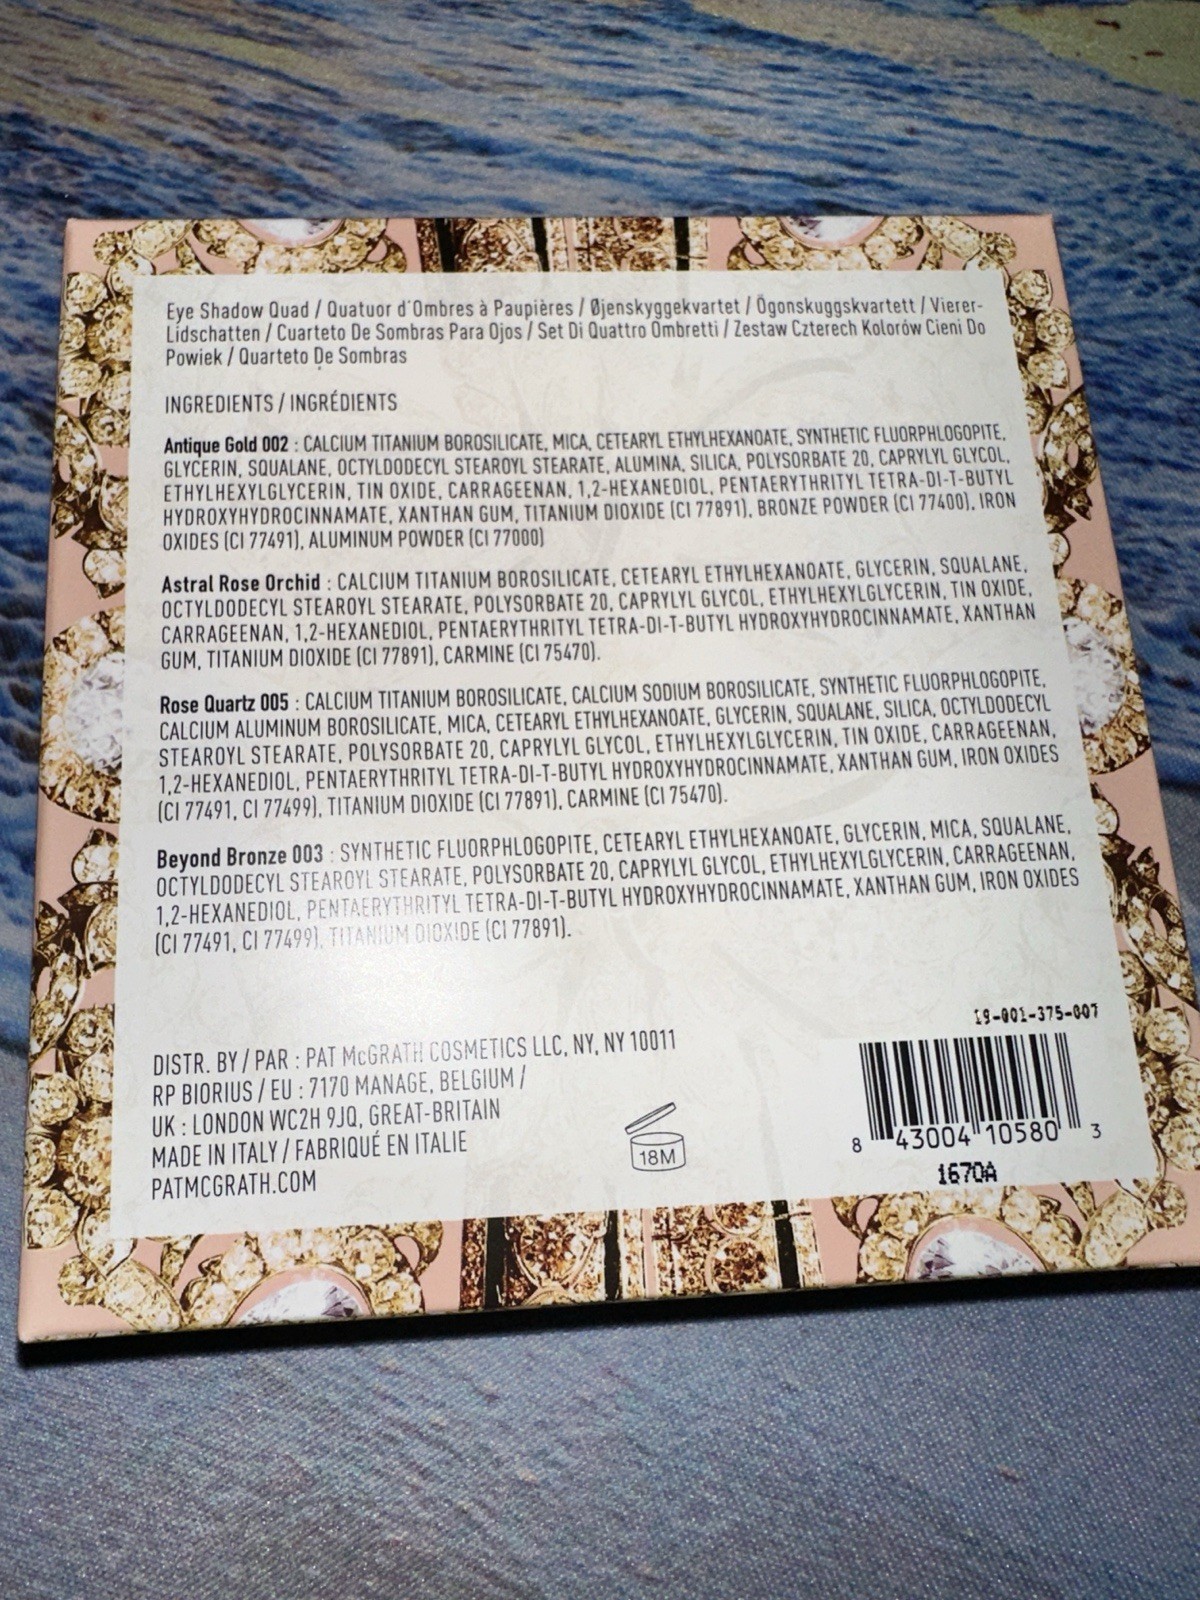 Eye Shadow Quad / Quatuor d'Ombres à Paupières / Øjenskyggekvartet / Ögonskuggskvartett / Vierer-
Lidschatten / Cuarteto De Sombras Para Ojos / Set Di Quattro Ombretti / Zestaw Czterech Kolorów Cieni Do
Powiek / Quarteto De Sombras
INGREDIENTS / INGRÉDIENTS
Antique Gold 002 : CALCIUM TITANIUM BOROSILICATE, MICA, CETEARYL ETHYLHEXANOATE, SYNTHETIC FLUORPHLOGOPITE,
GLYCERIN, SQUALANE, OCTYLDODECYL STEAROYL STEARATE, ALUMINA, SILICA, POLYSORBATE 20, CAPRYLYL GLYCOL,
ETHYLHEXYLGLYCERIN, TIN OXIDE, CARRAGEENAN, 1,2-HEXANEDIOL, PENTAERYTHRITYL TETRA-DI-T-BUTYL
HYDROXYHYDROCINNAMATE, XANTHAN GUM, TITANIUM DIOXIDE (CI 77891), BRONZE POWDER (CI 77400), IRON
OXIDES (CI 77491), ALUMINUM POWDER (CI 77000)
Astral Rose Orchid : CALCIUM TITANIUM BOROSILICATE, CETEARYL ETHYLHEXANOATE, GLYCERIN, SQUALANE,
OCTYLDODECYL STEAROYL STEARATE, POLYSORBATE 20, CAPRYLYL GLYCOL, ETHYLHEXYLGLYCERIN, TIN OXIDE,
CARRAGEENAN, 1,2-HEXANEDIOL, PENTAERYTHRITYL TETRA-DI-T-BUTYL HYDROXYHYDROCINNAMATE, XANTHAN
GUM, TITANIUM DIOXIDE (CI 77891), CARMINE (CI 75470).
Rose Quartz 005 : CALCIUM TITANIUM BOROSILICATE, CALCIUM SODIUM BOROSILICATE, SYNTHETIC FLUORPHLOGOPITE,
CALCIUM ALUMINUM BOROSILICATE, MICA, CETEARYL ETHYLHEXANOATE, GLYCERIN, SQUALANE, SILICA, OCTYLDODECYL
STEAROYL STEARATE, POLYSORBATE 20, CAPRYLYL GLYCOL, ETHYLHEXYLGLYCERIN, TIN OXIDE, CARRAGEENAN,
1,2-HEXANEDIOL, PENTAERYTHRITYL TETRA-DI-T-BUTYL HYDROXYHYDROCINNAMATE, XANTHAN GUM, IRON OXIDES
(CI 77491, CI 77499), TITANIUM DIOXIDE (CI 77891), CARMINE (CI 75470).
Beyond Bronze 003 : SYNTHETIC FLUORPHLOGOPITE, CETEARYL ETHYLHEXANOATE, GLYCERIN, MICA, SQUALANE,
OCTYLDODECYL STEAROYL STEARATE, POLYSORBATE 20, CAPRYLYL GLYCOL, ETHYLHEXYLGLYCERIN, CARRAGEENAN,
1,2-HEXANEDIOL, PENTAERYTHRITYL TETRA-DI-T-BUTYL HYDROXYHYDROCINNAMATE, XANTHAN GUM, IRON OXIDES
(CI 77491, CI 77499), TITANIUM DIOXIDE (CI 77891).
DISTR. BY / PAR : PAT McGRATH COSMETICS LLC, NY, NY 10011
RP BIORIUS / EU : 7170 MANAGE, BELGIUM /
UK : LONDON WC2H 9JQ, GREAT-BRITAIN
MADE IN ITALY / FABRIQUÉ EN ITALIE
PATMCGRATH.COM
18M
19-001-375-007
8 43004 10580 3
1670A